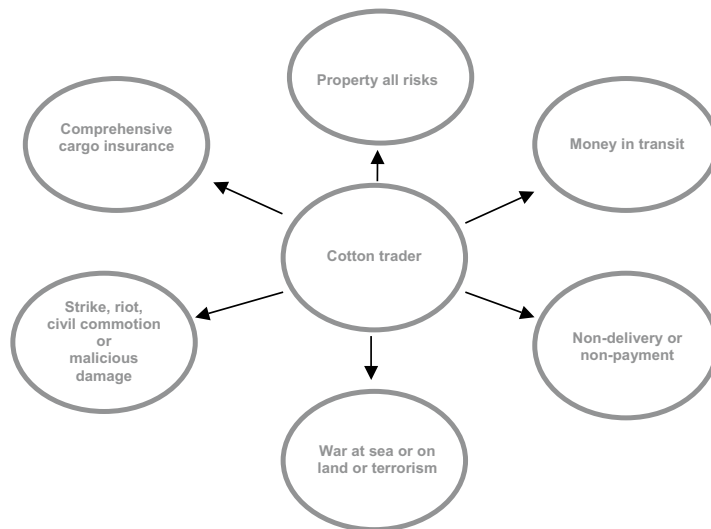 Property all risks
Comprehensive
cargo insurance
Money in transit
Cotton trader
Strike, riot,
civil commotion
or
malicious
damage
Non-delivery or
non-payment
War at sea or on
land or terrorism